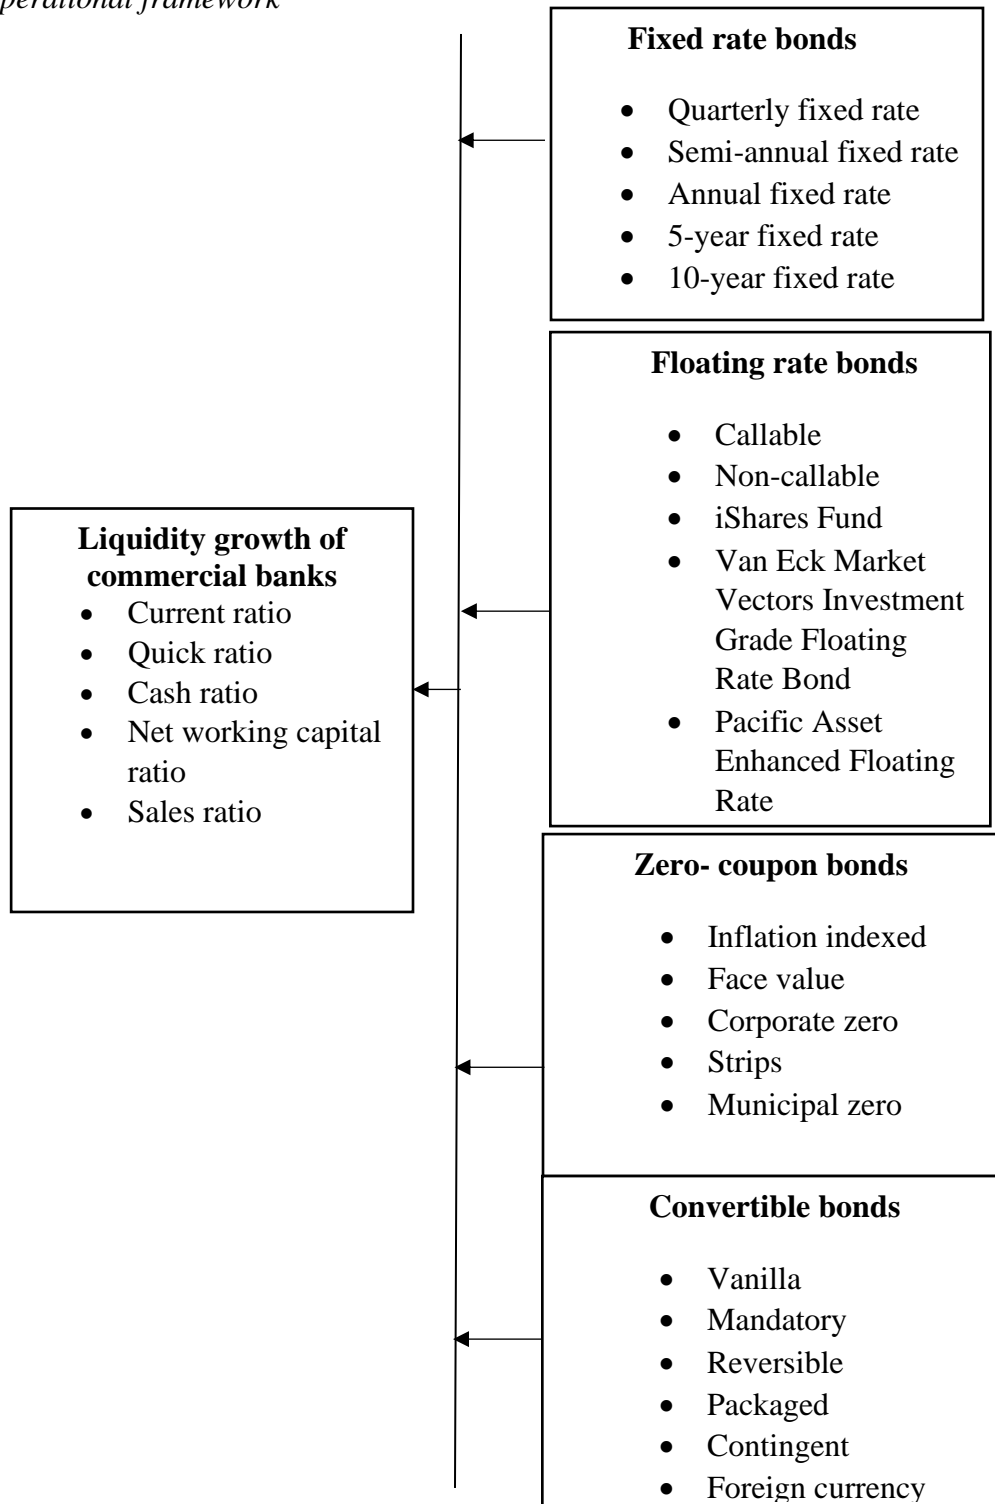 perational framework
Fixed rate bonds
• Quarterly fixed rate
• Semi-annual fixed rate
• Annual fixed rate
• 5-year fixed rate
• 10-year fixed rate
Floating rate bonds
• Callable
• Non-callable
• iShares Fund
• Van Eck Market
Vectors Investment
Grade Floating
Rate Bond
• Pacific Asset
Enhanced Floating
Rate
Liquidity growth of
commercial banks
• Current ratio
• Quick ratio
• Cash ratio
• Net working capital
ratio
• Sales ratio
Zero- coupon bonds
• Inflation indexed
• Face value
• Corporate zero
• Strips
• Municipal zero
Convertible bonds
• Vanilla
• Mandatory
• Reversible
• Packaged
• Contingent
• Foreign currency